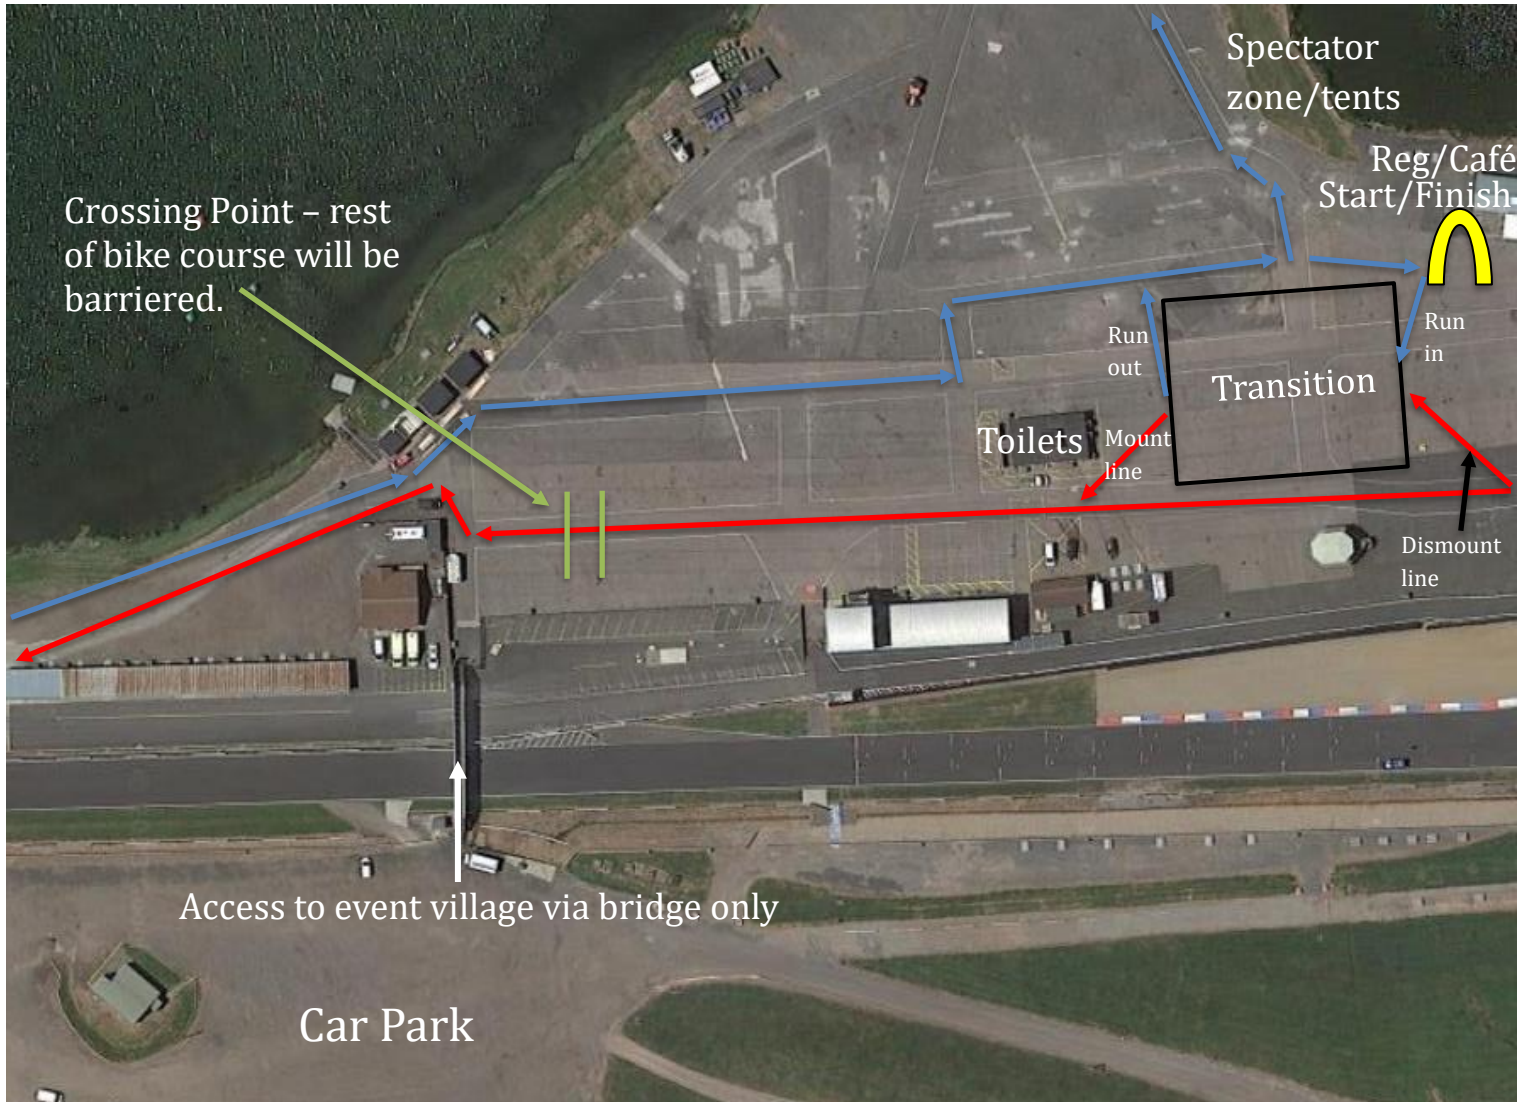 Spectator
zone/tents
Reg/Café
Start/Finish
Crossing Point – rest
of bike course will be
barriered.
Run
in
Run
out
Transition
Toilets
Mount
line
Dismount
line
Access to event village via bridge only
Car Park